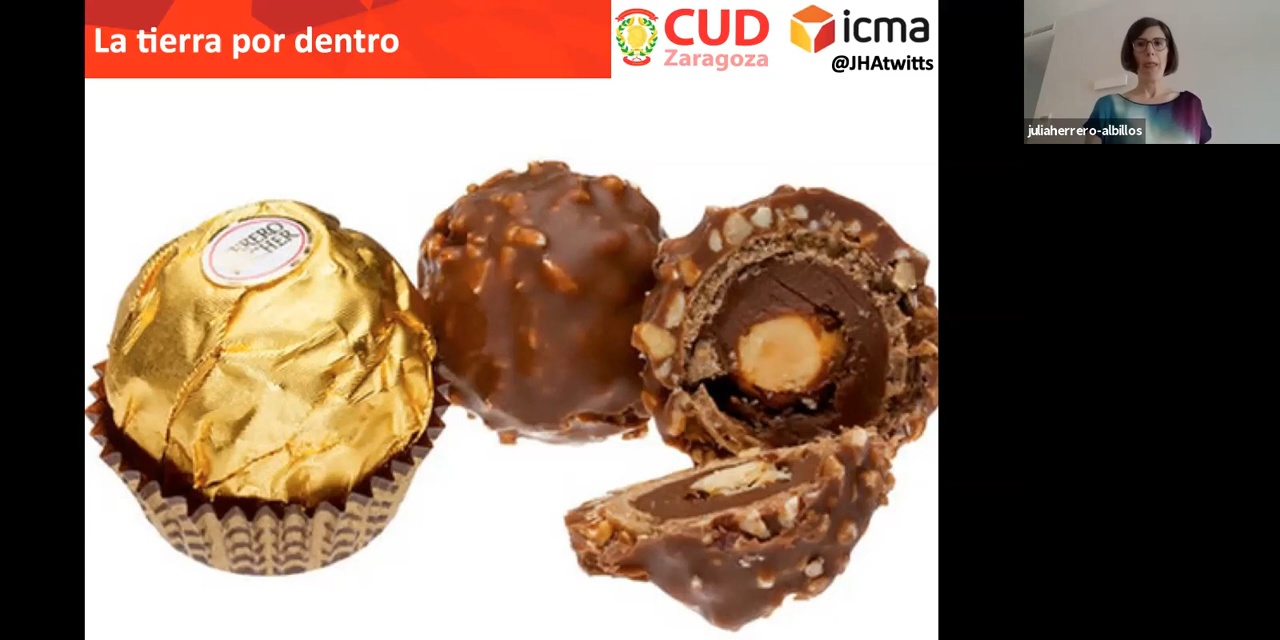 La tierra por dentro
CUD
Zaragoza
icma
@JHAtwitts
juliaherrero-albillos